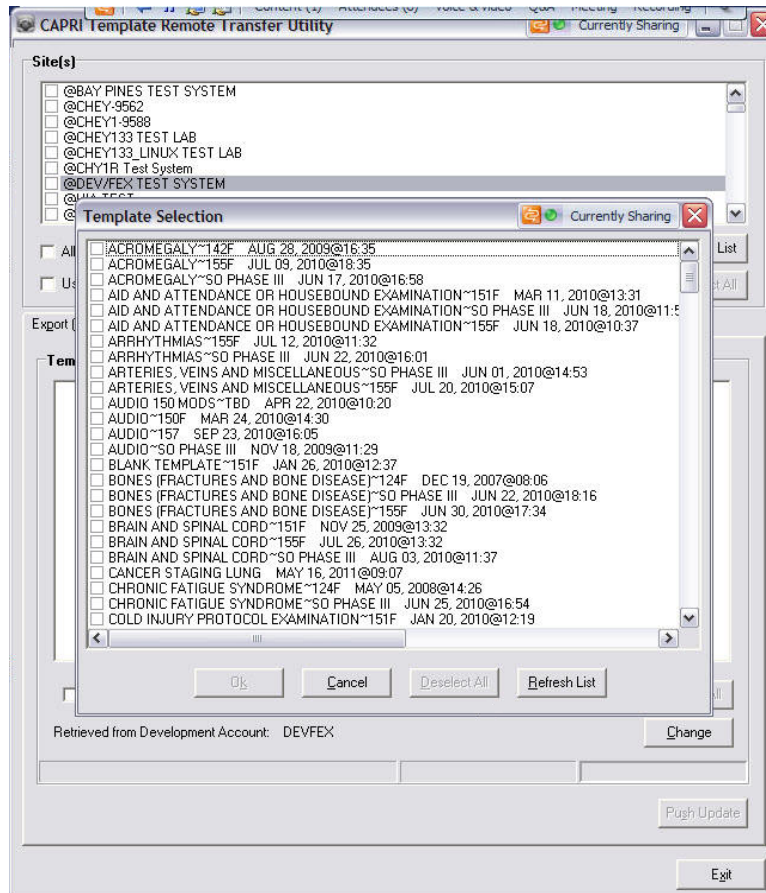 Content (1) Attendees (6) Voice & Video Q&A Meeting Recording
CAPRI Template Remote Transfer Utility Currently Sharing
Site(s)
@BAY PINES TEST SYSTEM
@CHEY-9562
@CHEY1-9588
@CHEY133 TEST LAB
@CHEY133_LINUX TEST LAB
@CHY1R Test System
@DEV/FEX TEST SYSTEM
@
All
List
Us
Export (
Tem
Template Selection Currently Sharing
ACROMEGALY~142F AUG 28, 2009@16:35
ACROMEGALY~155F JUL 09, 2010@18:35
ACROMEGALY~SO PHASE III JUN 17, 2010@16:58
AID AND ATTENDANCE OR HOUSEBOUND EXAMINATION~151F MAR 11, 2010@13:31
AID AND ATTENDANCE OR HOUSEBOUND EXAMINATION~SO PHASE III JUN 18, 2010@11:5
AID AND ATTENDANCE OR HOUSEBOUND EXAMINATION~155F JUN 18, 2010@10:37
ARRHYTHMIAS~155F JUL 12, 2010@11:32
ARRHYTHMIAS~SO PHASE III JUN 22, 2010@16:01
ARTERIES, VEINS AND MISCELLANEOUS~SO PHASE III JUN 01, 2010@14:53
ARTERIES, VEINS AND MISCELLANEOUS~155F JUL 20, 2010@15:07
AUDIO 150 MODS~TBD APR 22, 2010@10:20
AUDIO~150F MAR 24, 2010@14:30
AUDIO~157 SEP 23, 2010@16:05
AUDIO~SO PHASE III NOV 18, 2009@11:29
BLANK TEMPLATE~151F JAN 26, 2010@12:37
BONES (FRACTURES AND BONE DISEASE)~124F DEC 19, 2007@08:06
BONES (FRACTURES AND BONE DISEASE)~SO PHASE III JUN 22, 2010@18:16
BONES (FRACTURES AND BONE DISEASE)~155F JUN 30, 2010@17:34
BRAIN AND SPINAL CORD~151F NOV 25, 2009@13:32
BRAIN AND SPINAL CORD~155F JUL 26, 2010@13:32
BRAIN AND SPINAL CORD~SO PHASE III AUG 03, 2010@11:37
CANCER STAGING LUNG MAY 16, 2011@09:07
CHRONIC FATIGUE SYNDROME~124F MAY 05, 2008@14:26
CHRONIC FATIGUE SYNDROME~SO PHASE III JUN 25, 2010@16:54
COLD INJURY PROTOCOL EXAMINATION~151F JAN 20, 2010@12:19
Ok Cancel Deselect All Refresh List
Retrieved from Development Account: DEVFEX Change
Push Update
Exit